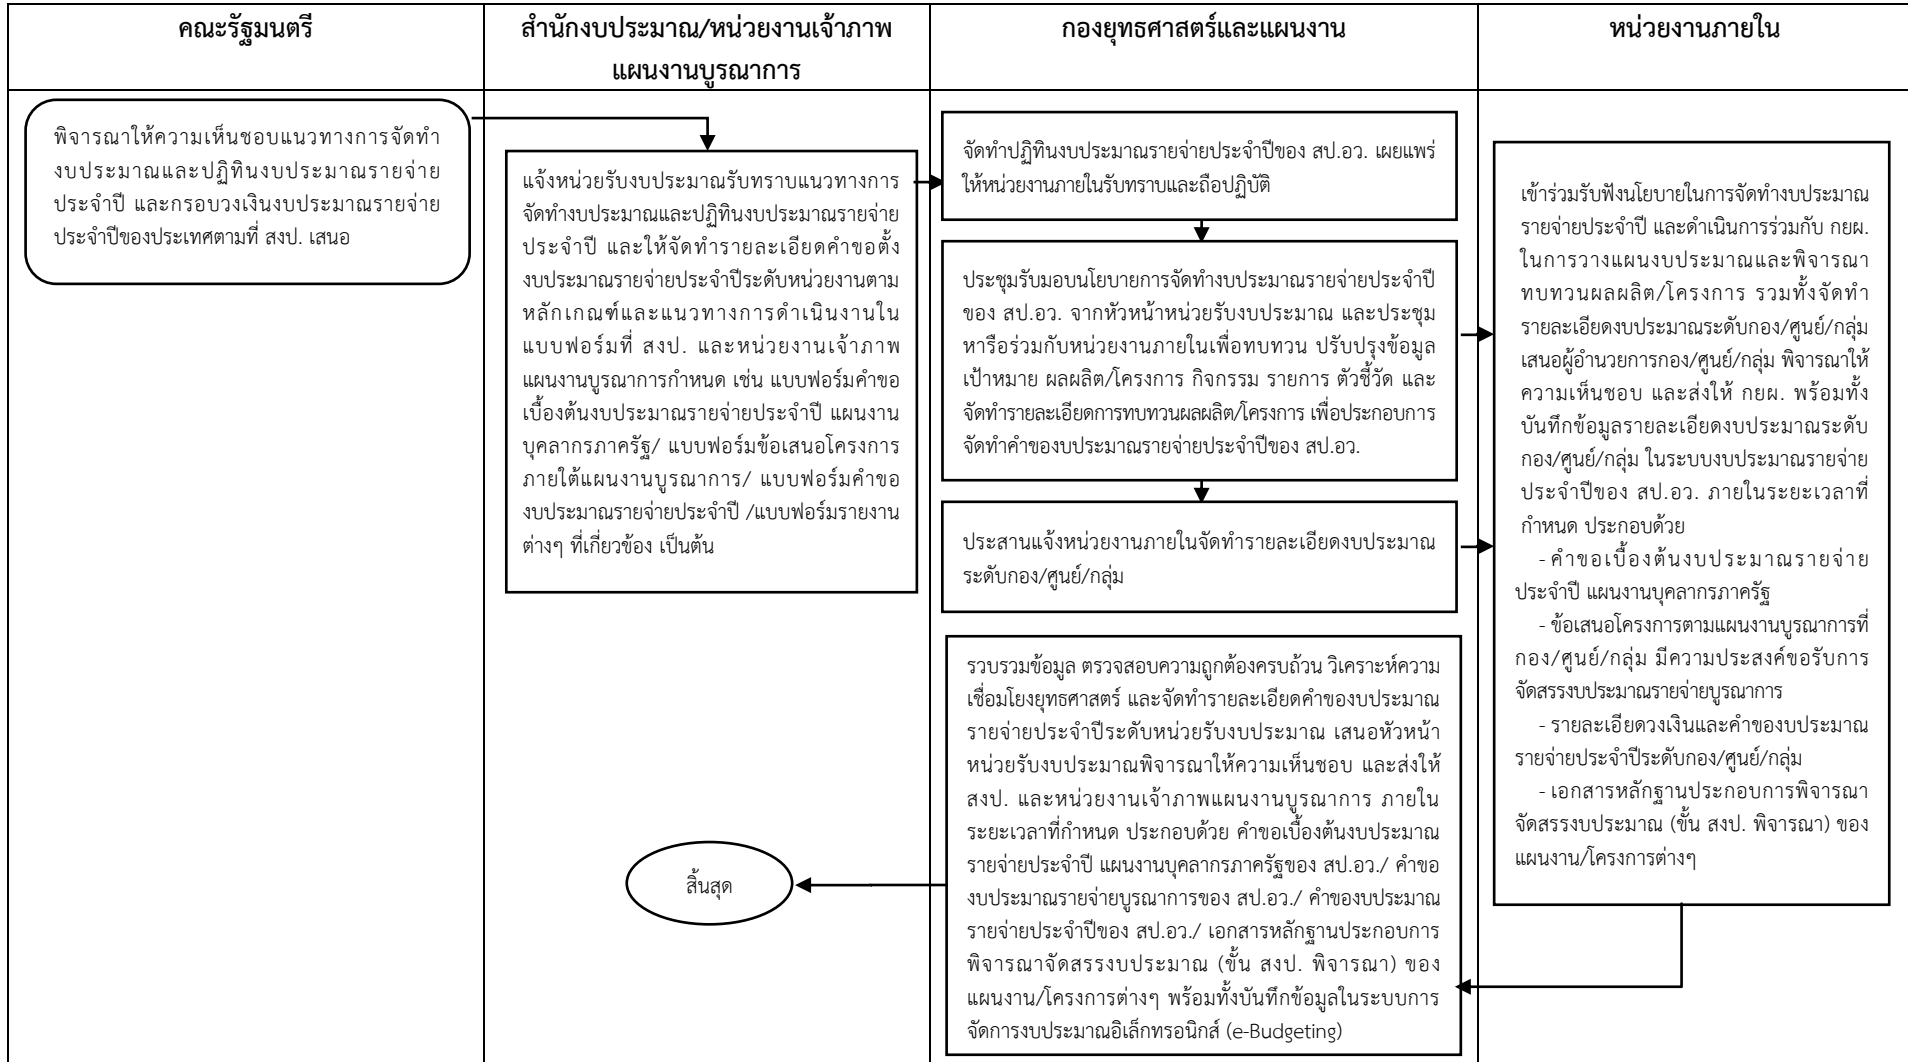 คณะรัฐมนตรี
สำนักงบประมาณ/หน่วยงานเจ้าภาพ
แผนงานบูรณาการ
กองยุทธศาสตร์และแผนงาน
หน่วยงานภายใน
พิจารณาให้ความเห็นชอบแนวทางการจัดทำ
งบประมาณและปฏิทินงบประมาณรายจ่าย
ประจำปี และกรอบวงเงินงบประมาณรายจ่าย
ประจำปีของประเทศตามที่ สงป. เสนอ
แจ้งหน่วยรับงบประมาณรับทราบแนวทางการ
จัดทำงบประมาณและปฏิทินงบประมาณรายจ่าย
ประจำปี และให้จัดทำรายละเอียดคำขอตั้ง
งบประมาณรายจ่ายประจำปีระดับหน่วยงานตาม
หลักเกณฑ์และแนวทางการดำเนินงานใน
แบบฟอร์มที่ สงป. และหน่วยงานเจ้าภาพ
แผนงานบูรณาการกำหนด เช่น แบบฟอร์มคำขอ
เบื้องต้นงบประมาณรายจ่ายประจำปี แผนงาน
บุคลากรภาครัฐ/ แบบฟอร์มข้อเสนอโครงการ
ภายใต้แผนงานบูรณาการ/ แบบฟอร์มคำขอ
งบประมาณรายจ่ายประจำปี /แบบฟอร์มรายงาน
ต่างๆ ที่เกี่ยวข้อง เป็นต้น
จัดทำปฏิทินงบประมาณรายจ่ายประจำปีของ สป.อว. เผยแพร่
ให้หน่วยงานภายในรับทราบและถือปฏิบัติ
ประชุมรับมอบนโยบายการจัดทำงบประมาณรายจ่ายประจำปี
ของ สป.อว. จากหัวหน้าหน่วยรับงบประมาณ และประชุม
หารือร่วมกับหน่วยงานภายในเพื่อทบทวน ปรับปรุงข้อมูล
เป้าหมาย ผลผลิต/โครงการ กิจกรรม รายการ ตัวชี้วัด และ
จัดทำรายละเอียดการทบทวนผลผลิต/โครงการ เพื่อประกอบการ
จัดทำคำของบประมาณรายจ่ายประจำปีของ สป.อว.
ประสานแจ้งหน่วยงานภายในจัดทำรายละเอียดงบประมาณ
ระดับกอง/ศูนย์/กลุ่ม
รวบรวมข้อมูล ตรวจสอบความถูกต้องครบถ้วน วิเคราะห์ความ
เชื่อมโยงยุทธศาสตร์ และจัดทำรายละเอียดคำของบประมาณ
รายจ่ายประจำปีระดับหน่วยรับงบประมาณ เสนอหัวหน้า
หน่วยรับงบประมาณพิจารณาให้ความเห็นชอบ และส่งให้
สงป. และหน่วยงานเจ้าภาพแผนงานบูรณาการ ภายใน
ระยะเวลาที่กำหนด ประกอบด้วย คำขอเบื้องต้นงบประมาณ
รายจ่ายประจำปี แผนงานบุคลากรภาครัฐของ สป.อว./ คำขอ
งบประมาณรายจ่ายบูรณาการของ สป.อว./ คำของบประมาณ
รายจ่ายประจำปีของ สป.อว./ เอกสารหลักฐานประกอบการ
พิจารณาจัดสรรงบประมาณ (ขั้น สงป. พิจารณา) ของ
แผนงาน/โครงการต่างๆ พร้อมทั้งบันทึกข้อมูลในระบบการ
จัดการงบประมาณอิเล็กทรอนิกส์ (e-Budgeting)
เข้าร่วมรับฟังนโยบายในการจัดทำงบประมาณ
รายจ่ายประจำปี และดำเนินการร่วมกับ กยผ.
ในการวางแผนงบประมาณและพิจารณา
ทบทวนผลผลิต/โครงการ รวมทั้งจัดทำ
รายละเอียดงบประมาณระดับกอง/ศูนย์/กลุ่ม
เสนอผู้อำนวยการกอง/ศูนย์/กลุ่ม พิจารณาให้
ความเห็นชอบ และส่งให้ กยผ. พร้อมทั้ง
บันทึกข้อมูลรายละเอียดงบประมาณระดับ
กอง/ศูนย์/กลุ่ม ในระบบงบประมาณรายจ่าย
ประจำปีของ สป.อว. ภายในระยะเวลาที่
กำหนด ประกอบด้วย
- คำขอเบื้องต้นงบประมาณรายจ่าย
ประจำปี แผนงานบุคลากรภาครัฐ
- ข้อเสนอโครงการตามแผนงานบูรณาการที่
กอง/ศูนย์/กลุ่ม มีความประสงค์ขอรับการ
จัดสรรงบประมาณรายจ่ายบูรณาการ
- รายละเอียดวงเงินและคำของบประมาณ
รายจ่ายประจำปีระดับกอง/ศูนย์/กลุ่ม
- เอกสารหลักฐานประกอบการพิจารณา
จัดสรรงบประมาณ (ขั้น สงป. พิจารณา) ของ
แผนงาน/โครงการต่างๆ
สิ้นสุด